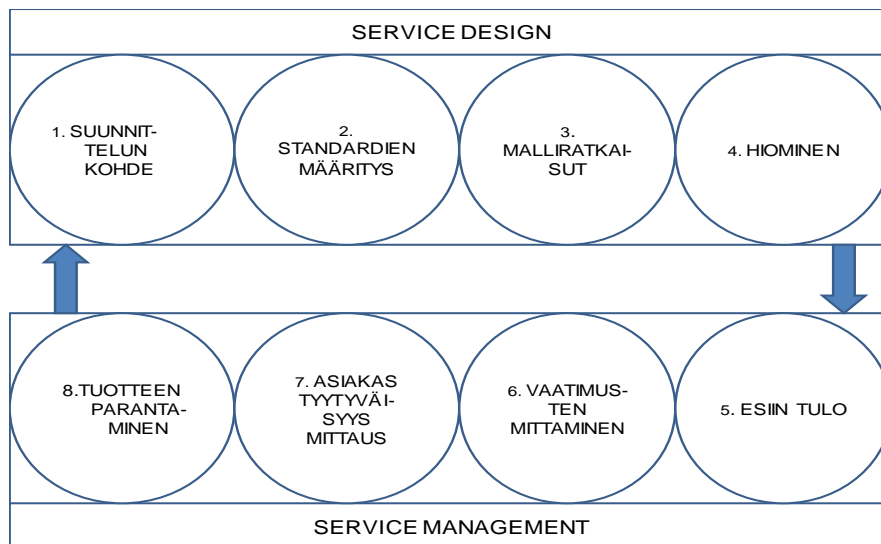 SERVICE DESIGN
1. SUUNNIT-
TELUN
KOHDE
2.
STANDARDIEN
MÄÄRITYS
3.
MALLIRATKAI-
SUT
4. HIOMINEN
8.TUOTTEEN
PARANTA-
MINEN
7. ASIAKAS
TYYTYVÄI-
SYYS
MITTAUS
6. VAATIMUS-
TEN
MITTAMINEN
5. ESIIN TULO
SERVICE MANAGEMENT